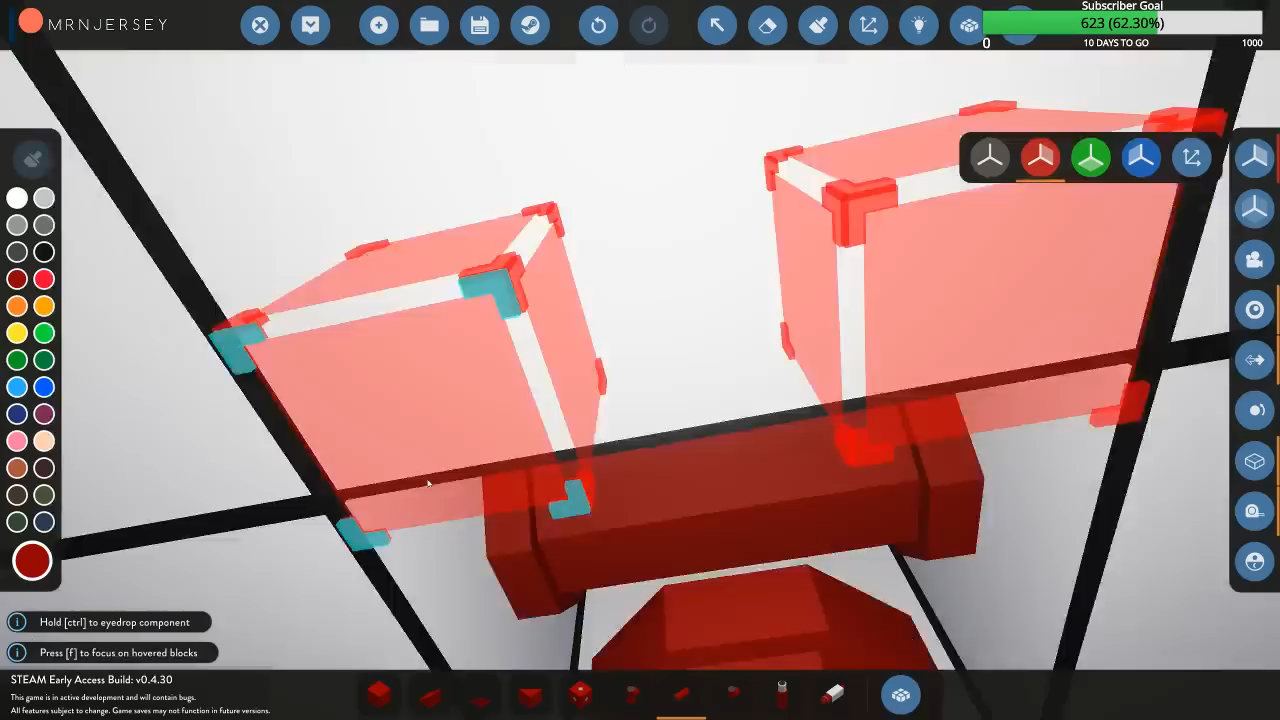 MRNJERSEY
Subscriber Goal
623 (62.30%)
0
10 DAYS TO GO
1000
Hold [ctrl] to eyedrop component
Press [f] to focus on hovered blocks
STEAM Early Access Build: v0.4.30
This game is in active development and will contain bugs.
All features subject to change. Game saves may not function in future versions.